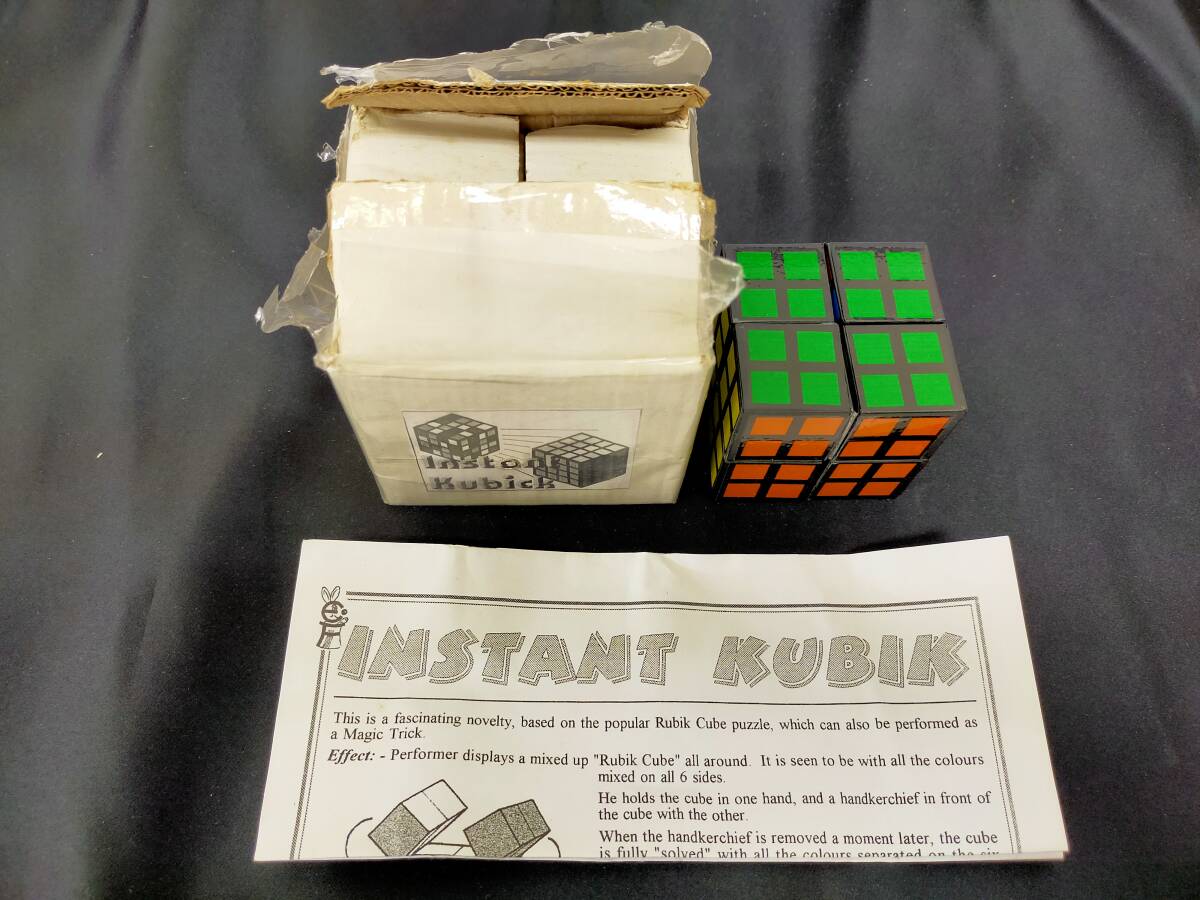 Instant
Kubick
INSTANT KUBIK
This is a fascinating novelty, based on the popular Rubik Cube puzzle, which can also be performed as
a Magic Trick.
Effect: - Performer displays a mixed up "Rubik Cube" all around. It is seen to be with all the colours
mixed on all 6 sides.
He holds the cube in one hand, and a handkerchief in front of
the cube with the other.
When the handkerchief is removed a moment later, the cube
is fully "solved" with all the colours separated on the six